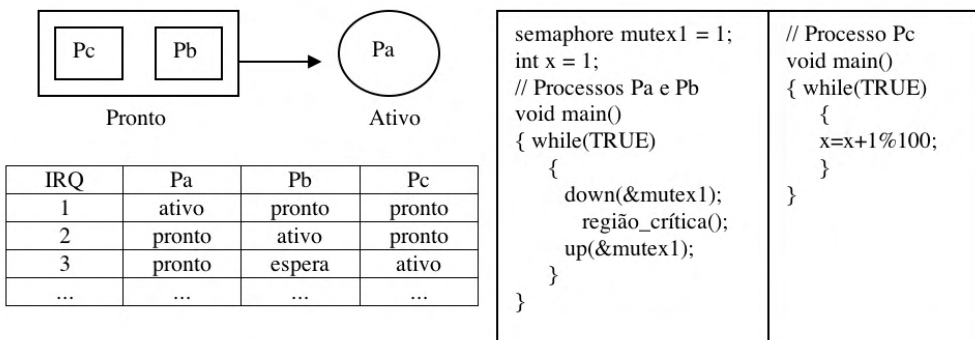 Pc
Pb
Pa
Pronto
Ativo
IRQ Pa Pb Pc
1 ativo pronto pronto
2 pronto ativo pronto
3 pronto espera ativo
... ... ... ...
semaphore mutex1 = 1;
int x = 1;
// Processos Pa e Pb
void main()
{ while(TRUE)
{
down(&mutex1);
região_crítica();
up(&mutex1);
}
}
// Processo Pc
void main()
{ while(TRUE)
{
x=x+1%100;
}
}